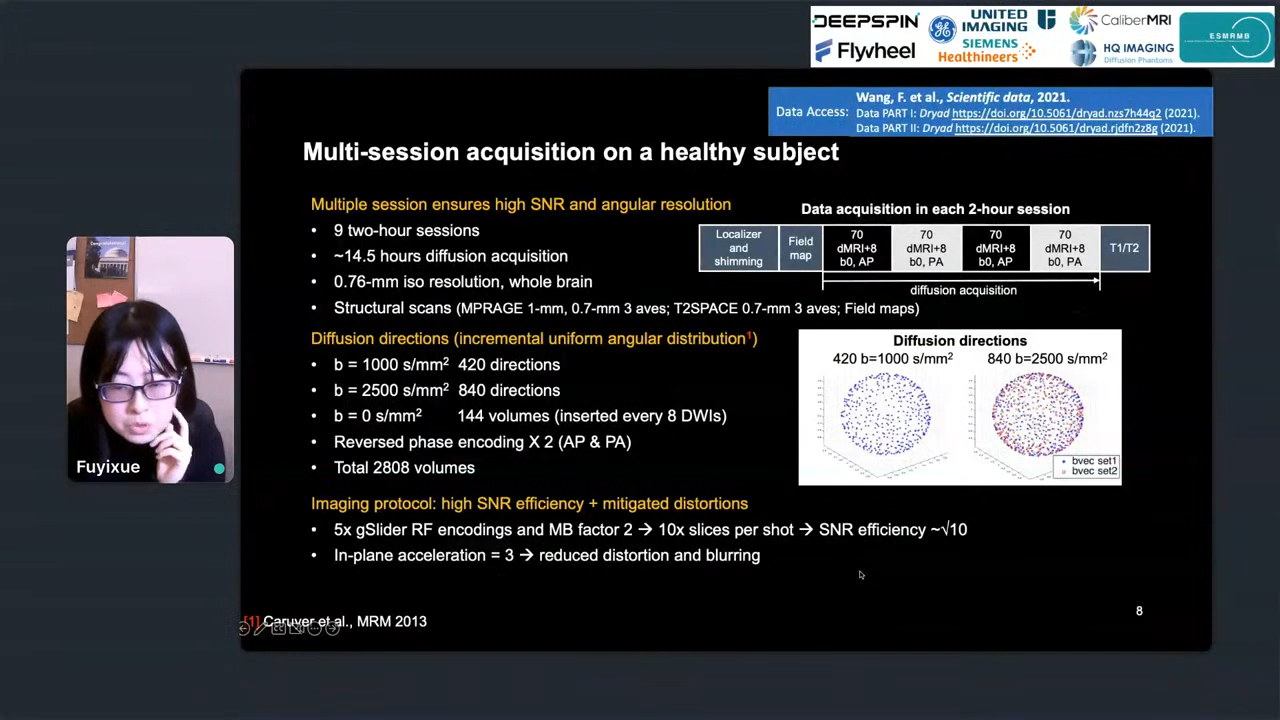 DEEPSPIN
UNITED
IMAGING
CaliberMRI
ESMRMB
Flywheel
SIEMENS
Healthineers
HQ IMAGING
Diffusion Phantoms
Wang, F. et al., Scientific data, 2021.
Data Access:
Data PART I: Dryad https://doi.org/10.5061/dryad.nzs7h44q2 (2021).
Data PART II: Dryad https://doi.org/10.5061/dryad.rjdfn2z8g (2021).
Multi-session acquisition on a healthy subject
Multiple session ensures high SNR and angular resolution
• 9 two-hour sessions
• ~14.5 hours diffusion acquisition
• 0.76-mm iso resolution, whole brain
• Structural scans (MPRAGE 1-mm, 0.7-mm 3 aves; T2SPACE 0.7-mm 3 aves; Field maps)
Data acquisition in each 2-hour session
Localizer
and
shimming
Field
map
70
dMRI+8
b0, AP
70
dMRI+8
b0, PA
70
dMRI+8
b0, AP
70
dMRI+8
b0, PA
T1/T2
diffusion acquisition
Diffusion directions (incremental uniform angular distribution¹)
• b = 1000 s/mm² 420 directions
• b = 2500 s/mm² 840 directions
• b = 0 s/mm² 144 volumes (inserted every 8 DWIs)
• Reversed phase encoding X 2 (AP & PA)
• Total 2808 volumes
Diffusion directions
420 b=1000 s/mm²
840 b=2500 s/mm²
bvec set1
bvec set2
Imaging protocol: high SNR efficiency + mitigated distortions
• 5x gSlider RF encodings and MB factor 2 → 10x slices per shot → SNR efficiency ~√10
• In-plane acceleration = 3 → reduced distortion and blurring
[1] Caruyer et al., MRM 2013
8
Fuyixue